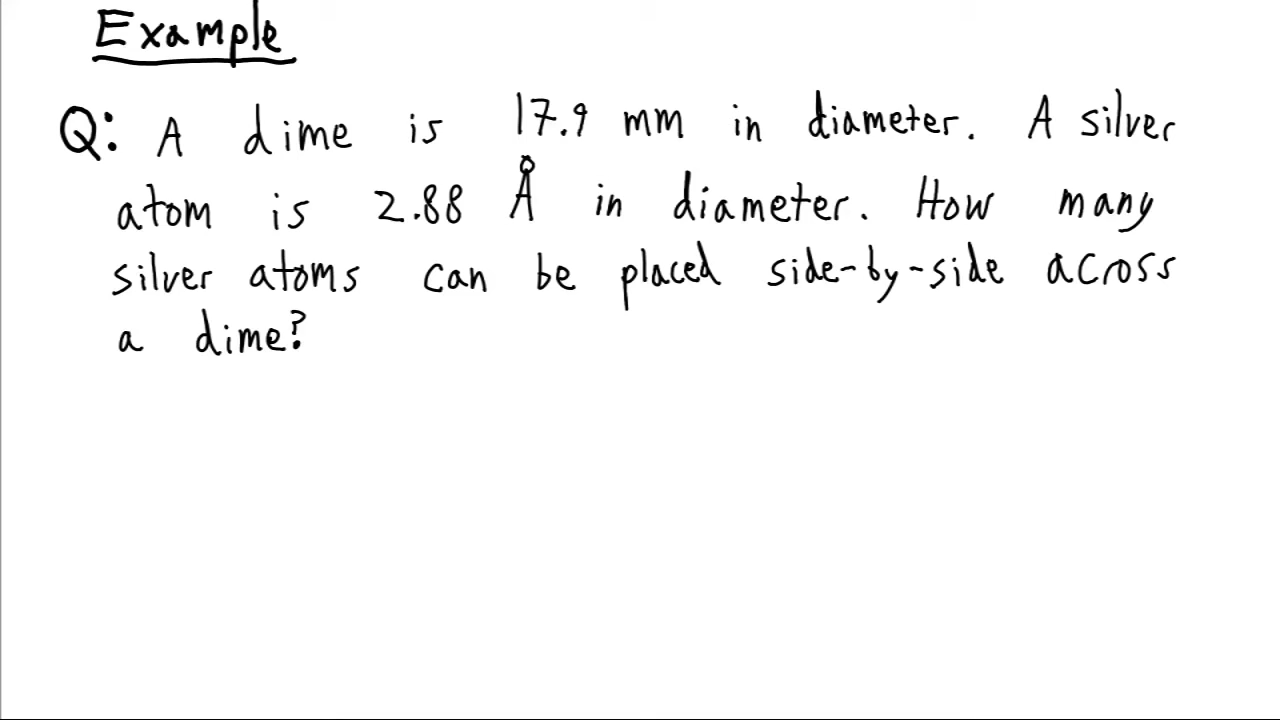 Example
Q: A dime is 17.9 mm in diameter. A silver
atom is 2.88 Å in diameter. How many
silver atoms can be placed side-by-side across
a dime?